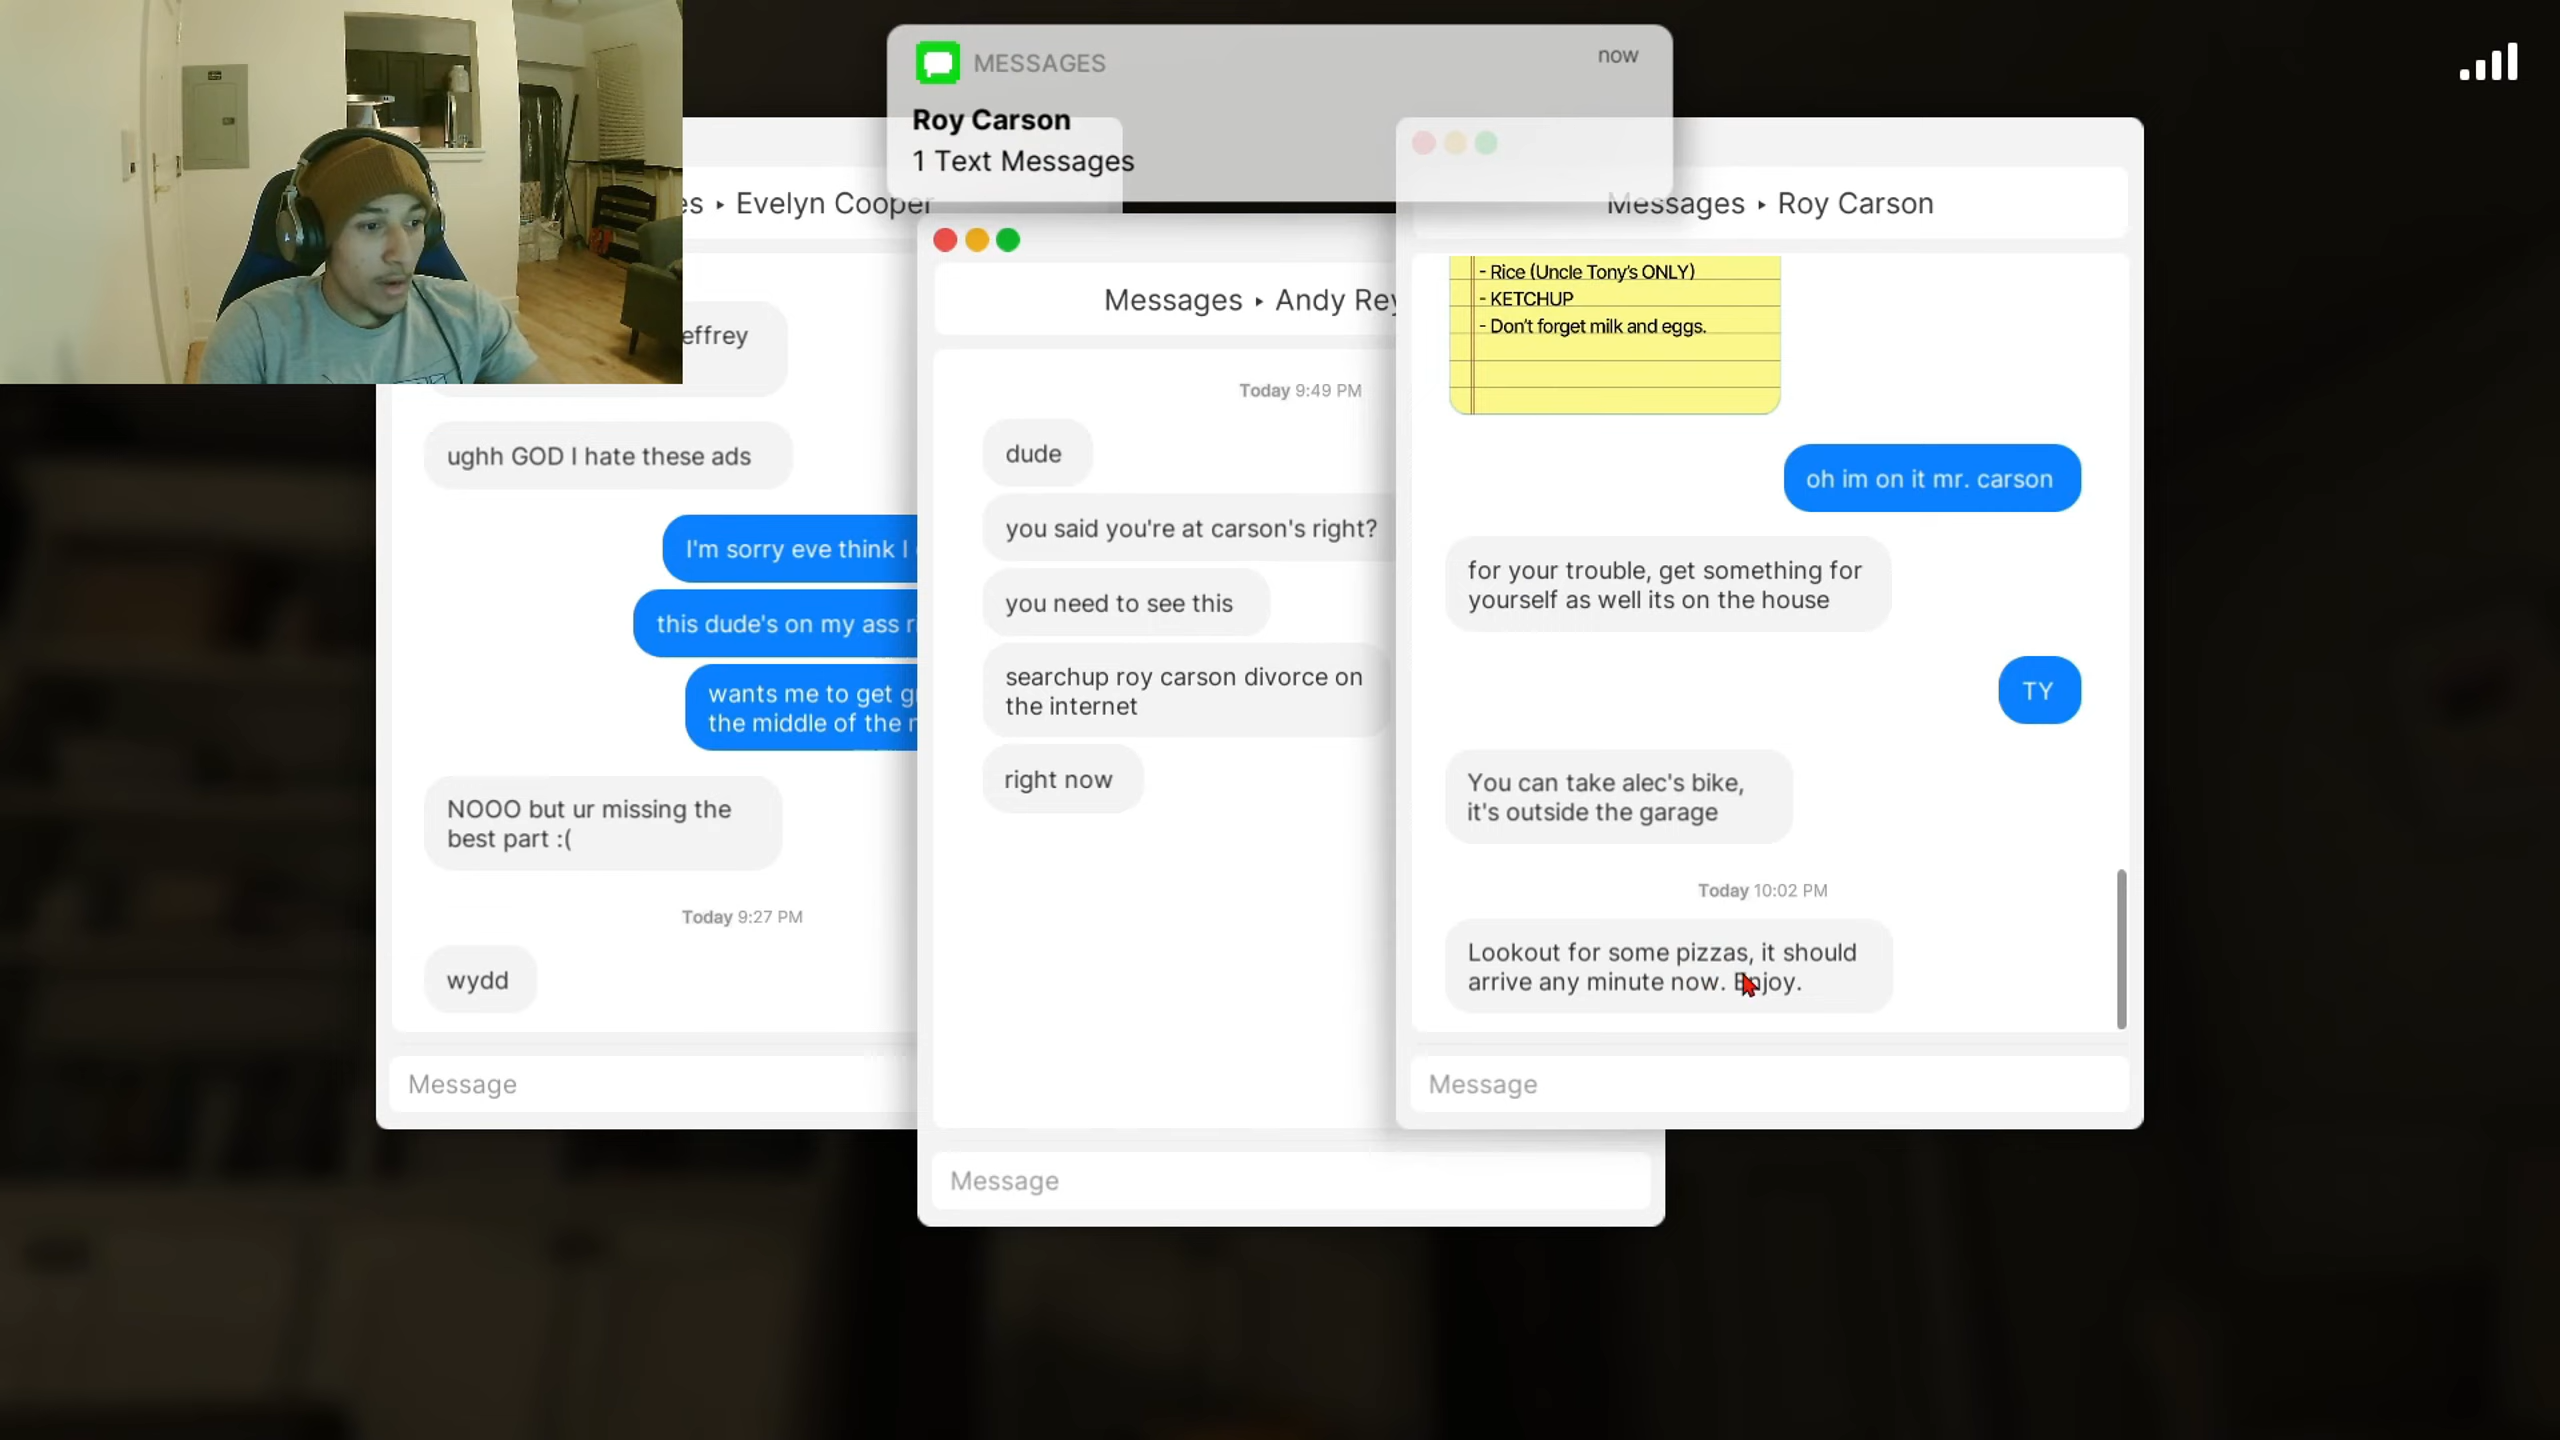 MESSAGES
now
Roy Carson
1 Text Messages
Evelyn Cooper
effrey
ughh GOD I hate these ads
I'm sorry eve think I
this dude's on my ass
wants me to get
the middle of the
NOOO but ur missing the
best part :(
Today 9:27 PM
wydd
Message
Messages ▸ Andy
Today 9:49 PM
dude
you said you're at carson's right?
you need to see this
searchup roy carson divorce on
the internet
right now
Message
Messages ▸ Roy Carson
- Rice (Uncle Tony's ONLY)
- KETCHUP
- Don't forget milk and eggs.
oh im on it mr. carson
for your trouble, get something for
yourself as well its on the house
TY
You can take alec's bike,
it's outside the garage
Today 10:02 PM
Lookout for some pizzas, it should
arrive any minute now. Enjoy.
Message